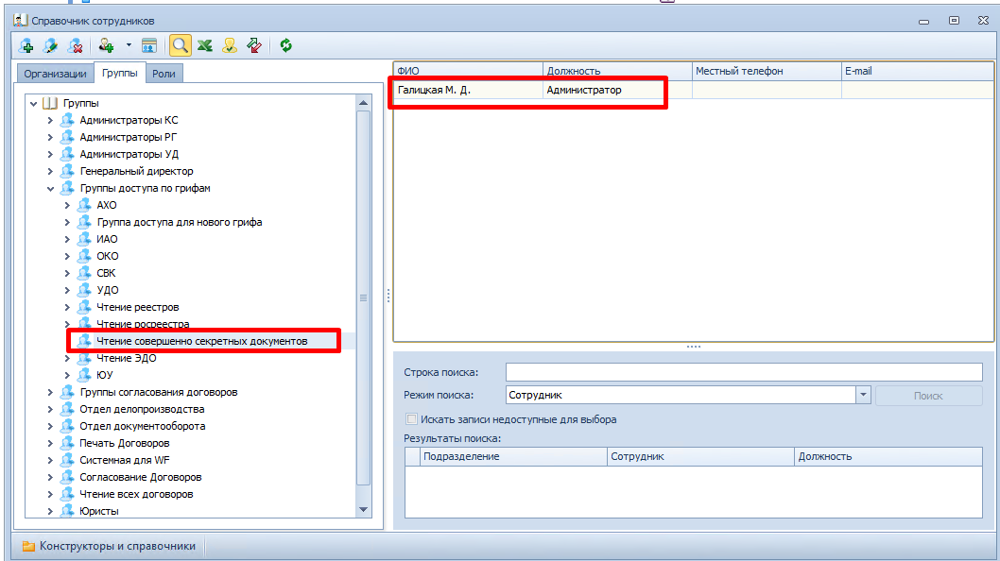 Справочник сотрудников
Организации Группы Роли
Группы
Администраторы КС
Администраторы РГ
Администраторы УД
Генеральный директор
Группы доступа по грифам
АХО
Группа доступа для нового грифа
ИАО
ОКО
СВК
УДО
Чтение реестров
Чтение росреестра
Чтение совершенно секретных документов
Чтение ЭДО
ЮУ
Группы согласования договоров
Отдел делопроизводства
Отдел документооборота
Печать Договоров
Системная для WF
Согласование Договоров
Чтение всех договоров
Юристы
ФИО Должность Местный телефон E-mail
Галицкая М. Д. Администратор
Строка поиска:
Режим поиска: Сотрудник Поиск
Искать записи недоступные для выбора
Результаты поиска:
Подразделение Сотрудник Должность
Конструкторы и справочники